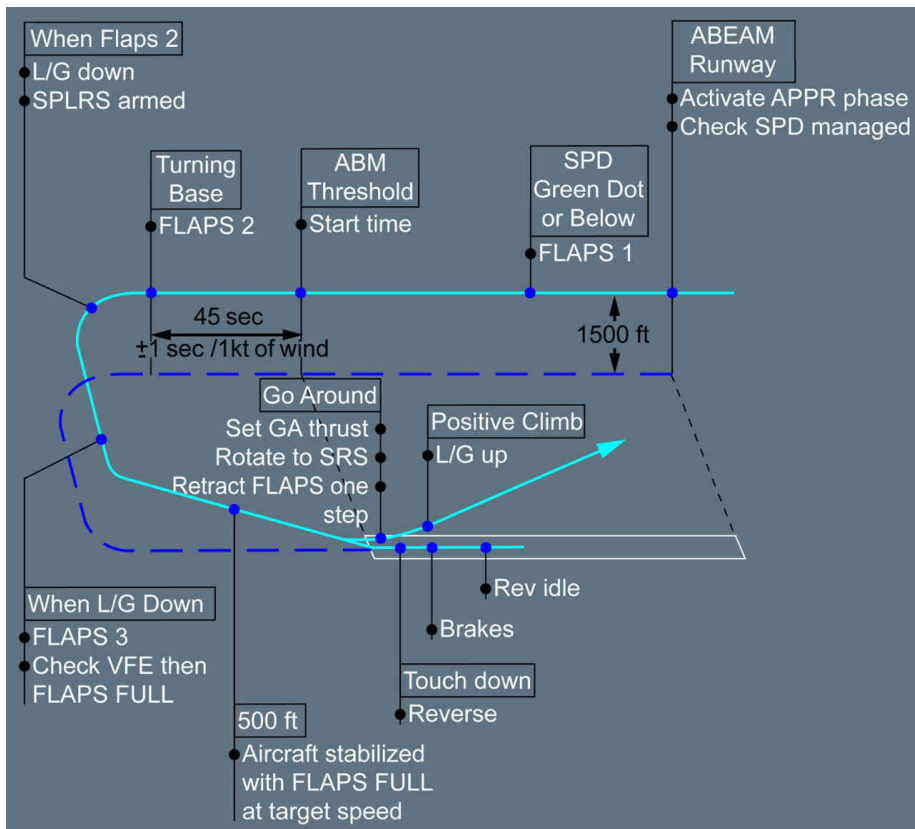 When Flaps 2
L/G down
SPLRS armed
ABEAM
Runway
Activate APPR phase
Check SPD managed
Turning
Base
FLAPS 2
ABM
Threshold
Start time
SPD
Green Dot
or Below
FLAPS 1
45 sec
±1 sec /1kt of wind
1500 ft
Go Around
Set GA thrust
Rotate to SRS
Retract FLAPS one
step
Positive Climb
L/G up
When L/G Down
FLAPS 3
Check VFE then
FLAPS FULL
500 ft
Aircraft stabilized
with FLAPS FULL
at target speed
Touch down
Reverse
Brakes
Rev idle